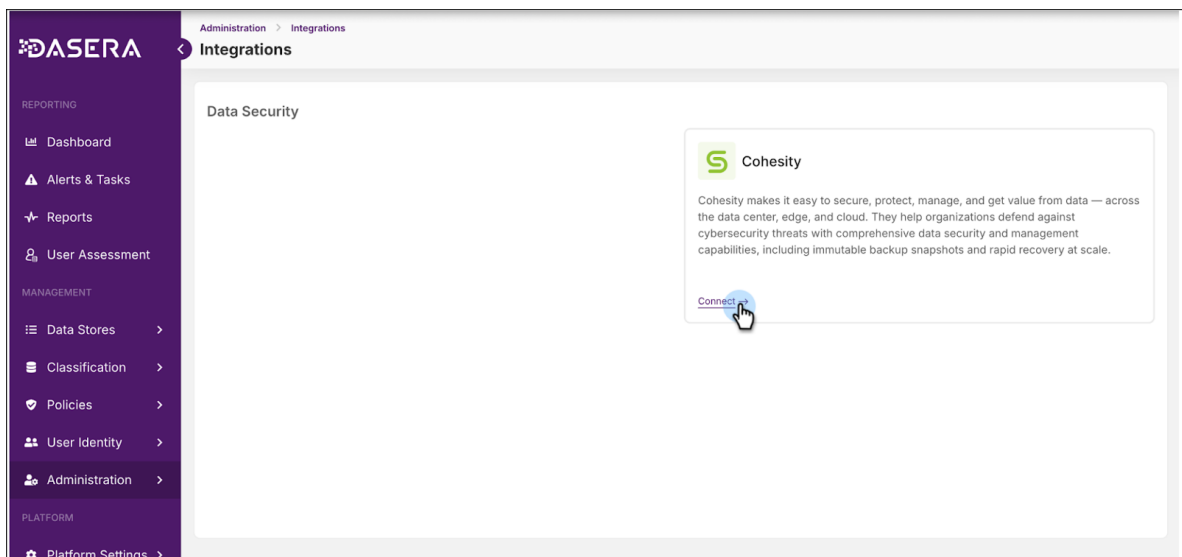 DASERA
REPORTING
Dashboard
Alerts & Tasks
Reports
User Assessment
MANAGEMENT
Data Stores
Classification
Policies
User Identity
Administration
PLATFORM
Platform Settings
Administration > Integrations
Integrations
Data Security
Cohesity
Cohesity makes it easy to secure, protect, manage, and get value from data — across
the data center, edge, and cloud. They help organizations defend against
cybersecurity threats with comprehensive data security and management
capabilities, including immutable backup snapshots and rapid recovery at scale.
Connect →